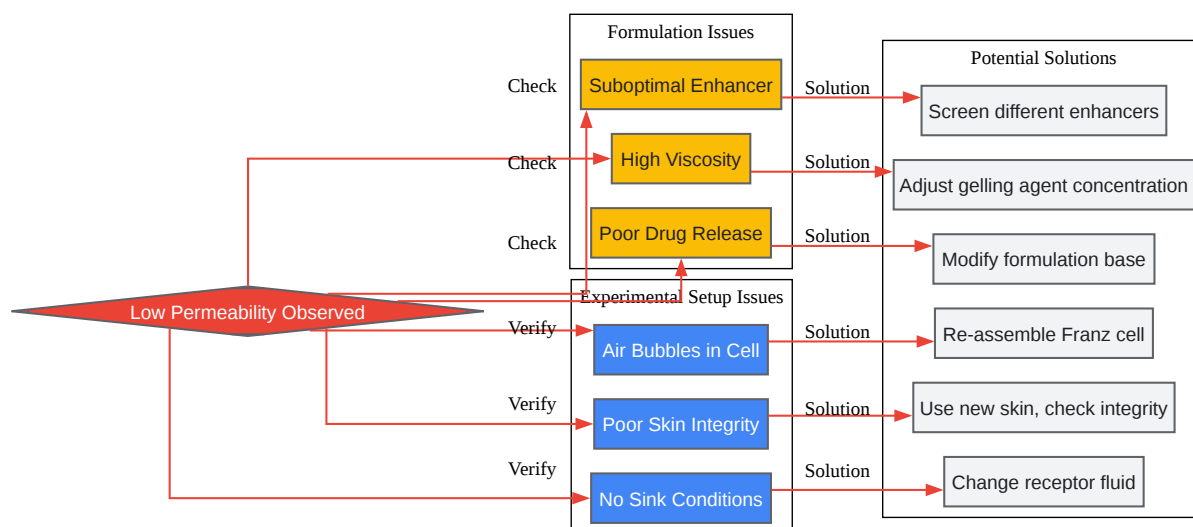 Formulation Issues
Potential Solutions
Check
Suboptimal Enhancer
Solution
Screen different enhancers
Check
High Viscosity
Solution
Adjust gelling agent concentration
Check
Poor Drug Release
Solution
Modify formulation base
Experimental Setup Issues
Low Permeability Observed
Verify
Air Bubbles in Cell
Solution
Re-assemble Franz cell
Verify
Poor Skin Integrity
Solution
Use new skin, check integrity
Verify
No Sink Conditions
Solution
Change receptor fluid